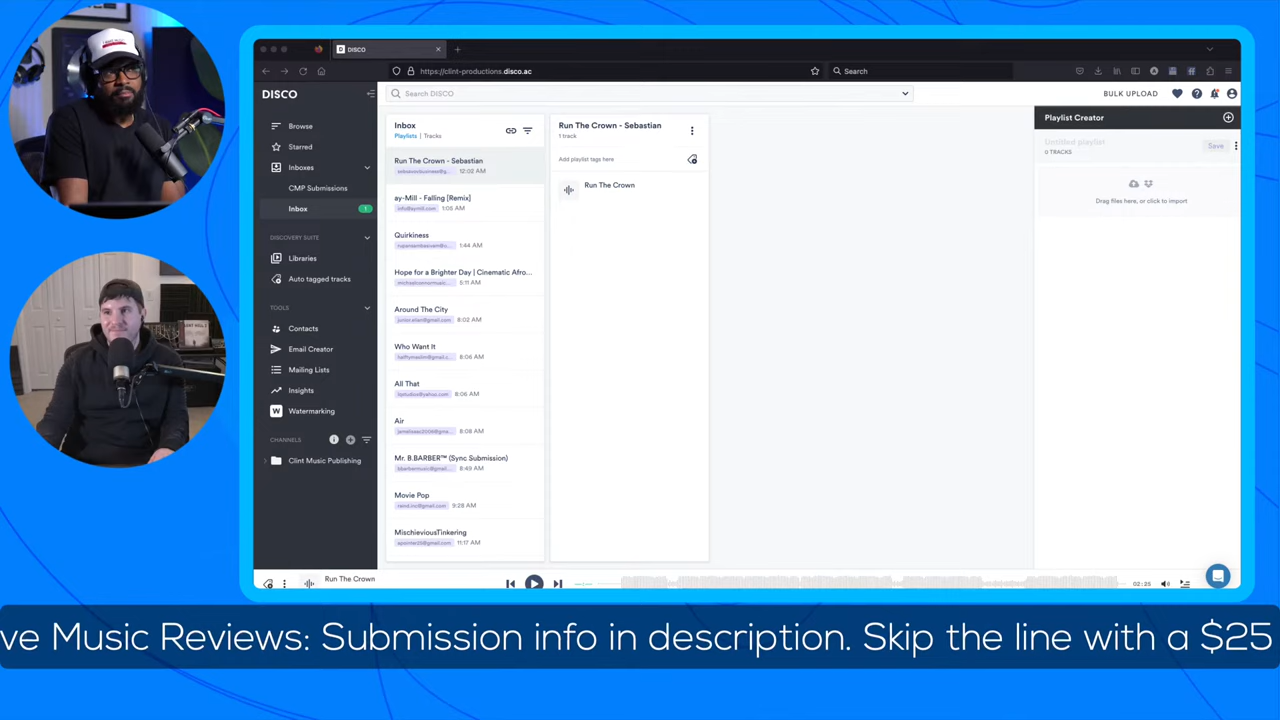 DISCO
https://clint-productions.disco.ac
Search
DISCO
Search DISCO
BULK UPLOAD
Browse
Starred
Inboxes
CMP Submissions
Inbox
1
DISCOVERY SUITE
Libraries
Auto tagged tracks
TOOLS
Contacts
Email Creator
Mailing Lists
Insights
W Watermarking
CHANNELS
Clint Music Publishing
Inbox
Playlists | Tracks
Run The Crown - Sebastian
12:02 AM
ay-Mill - Falling [Remix]
info@aymill.com 1:05 AM
Quirkiness
1:44 AM
Hope for a Brighter Day | Cinematic Afro...
5:11 AM
Around The City
8:02 AM
Who Want It
8:06 AM
All That
8:06 AM
Air
8:08 AM
Mr. B.BARBER™ (Sync Submission)
8:49 AM
Movie Pop
9:28 AM
MischieviousTinkering
11:17 AM
Run The Crown - Sebastian
1 track
Add playlist tags here
Run The Crown
Playlist Creator
Untitled playlist
0 TRACKS
Save
Drag files here, or click to import
Run The Crown
02:25
ve Music Reviews: Submission info in description. Skip the line with a $25